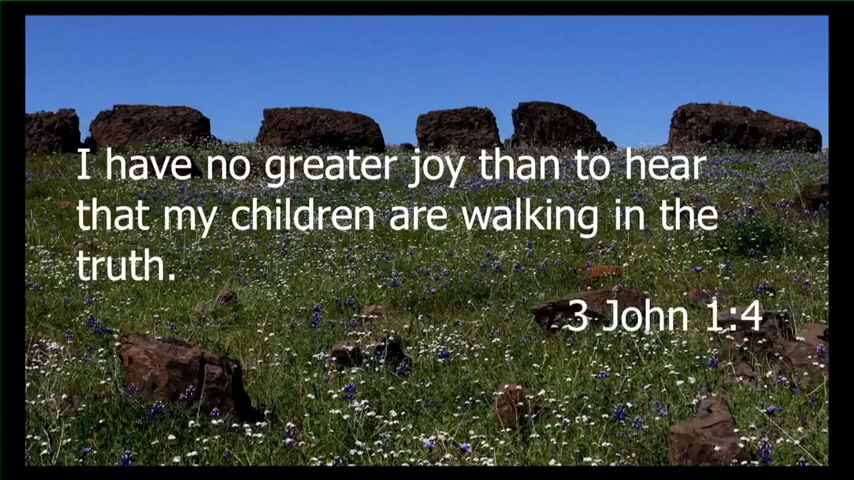 I have no greater joy than to hear
that my children are walking in the
truth.
3 John 1:4